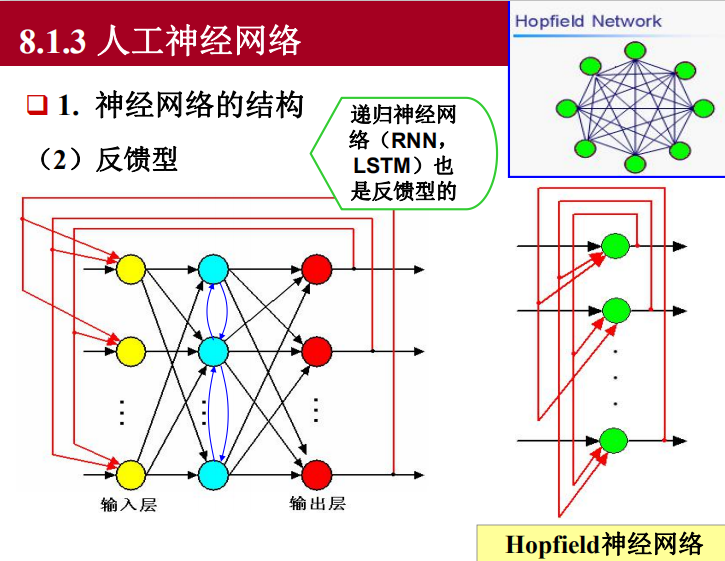 8.1.3 人工神经网络
Hopfield Network
1. 神经网络的结构
（2）反馈型
递归神经网
络（RNN，
LSTM）也
是反馈型的
输入层
输出层
Hopfield神经网络